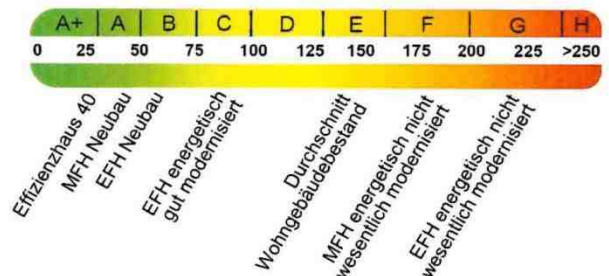 A+ A B C D E F G H
0 25 50 75 100 125 150 175 200 225 >250
Effizienzhaus 40
MFH Neubau
EFH Neubau
EFH energetisch
gut modernisiert
Durchschnitt
Wohngebäudebestand
MFH energetisch nicht
wesentlich modernisiert
EFH energetisch nicht
wesentlich modernisiert